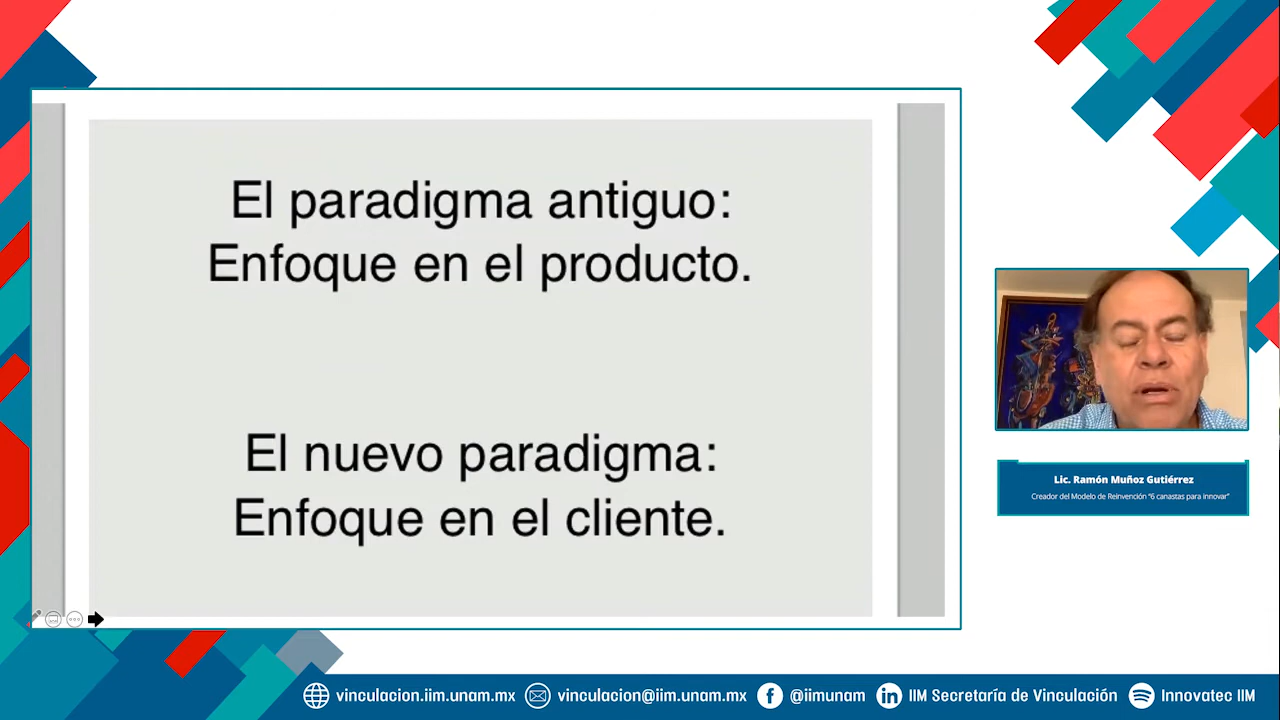 El paradigma antiguo:
Enfoque en el producto.
El nuevo paradigma:
Enfoque en el cliente.
Lic. Ramón Muñoz Gutiérrez
Creador del Modelo de Reinvención "6 canastas para innovar"
vinculacion.iim.unam.mx
vinculacion@iim.unam.mx
@iimunam
IIM Secretaría de Vinculación
Innovatec IIM